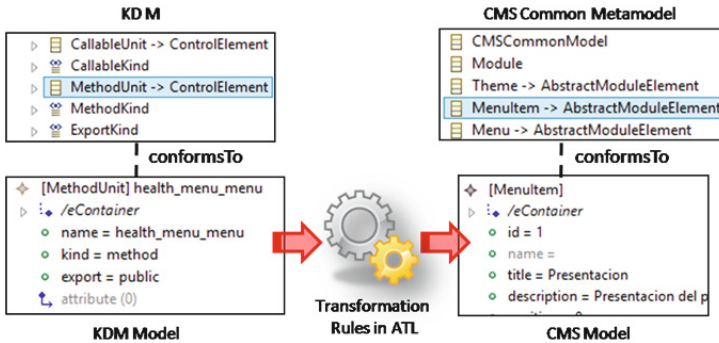 KDM
CallableUnit -> ControlElement
CallableKind
MethodUnit -> ControlElement
MethodKind
ExportKind
conformsTo
[MethodUnit] health_menu_menu
/eContainer
name = health_menu_menu
kind = method
export = public
attribute (0)
KDM Model
Transformation
Rules in ATL
CMS Common Metamodel
CMSCommonModel
Module
Theme -> AbstractModuleElement
MenuItem -> AbstractModuleElement
Menu -> AbstractModuleElement
conformsTo
[MenuItem]
/eContainer
id = 1
name =
title = Presentacion
description = Presentacion del p
CMS Model